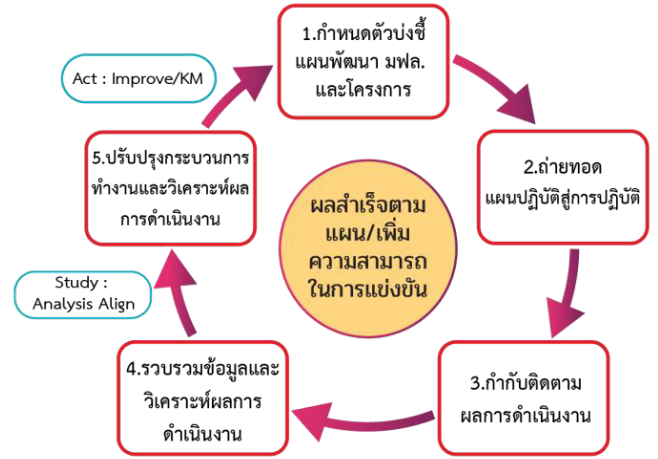 1.กำหนดตัวบ่งชี้
แผนพัฒนา มฟล.
และโครงการ
Act : Improve/KM
2.ถ่ายทอด
แผนปฏิบัติสู่การปฏิบัติ
5.ปรับปรุงกระบวนการ
ทำงานและวิเคราะห์ผล
การดำเนินงาน
ผลสำเร็จตาม
แผน/เพิ่ม
ความสามารถ
ในการแข่งขัน
Study :
Analysis Align
3.กำกับติดตาม
ผลการดำเนินงาน
4.รวบรวมข้อมูลและ
วิเคราะห์ผลการ
ดำเนินงาน